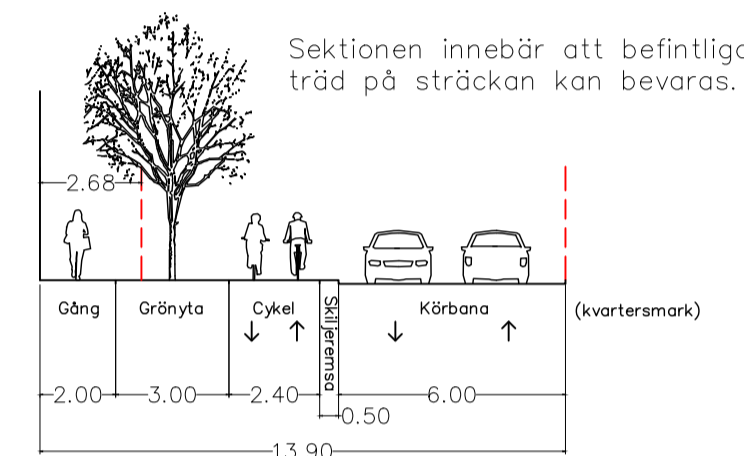 Sektionen innebär att befintliga
träd på sträckan kan bevaras.
2.68
Gång Grönyta Cykel Skiljeremsa Körbana (kvartersmark)
2.00 3.00 2.40 6.00
0.50
13.90